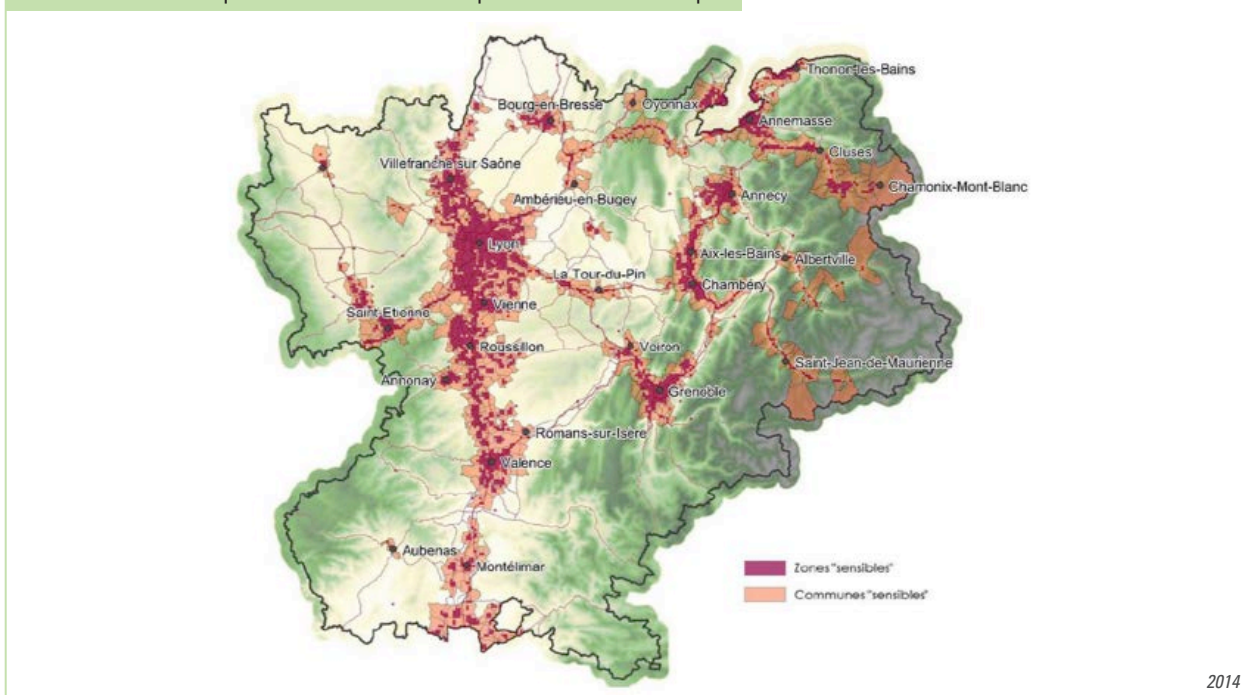 Thonon-les-Bains
Bourg-en-Bresse
Oyonnax
Annemasse
Cluses
Villefranche sur Saône
Chamonix-Mont-Blanc
Ambérieu-en-Bugey
Annecy
Lyon
Aix-les-Bains
Albertville
La Tour-du-Pin
Chambéry
Vienne
Saint-Etienne
Roussillon
Voiron
Saint-Jean-de-Maurienne
Annonay
Grenoble
Romans-sur-Isère
Valence
Aubenas
Montélimar
Zones "sensibles"
Communes "sensibles"
2014